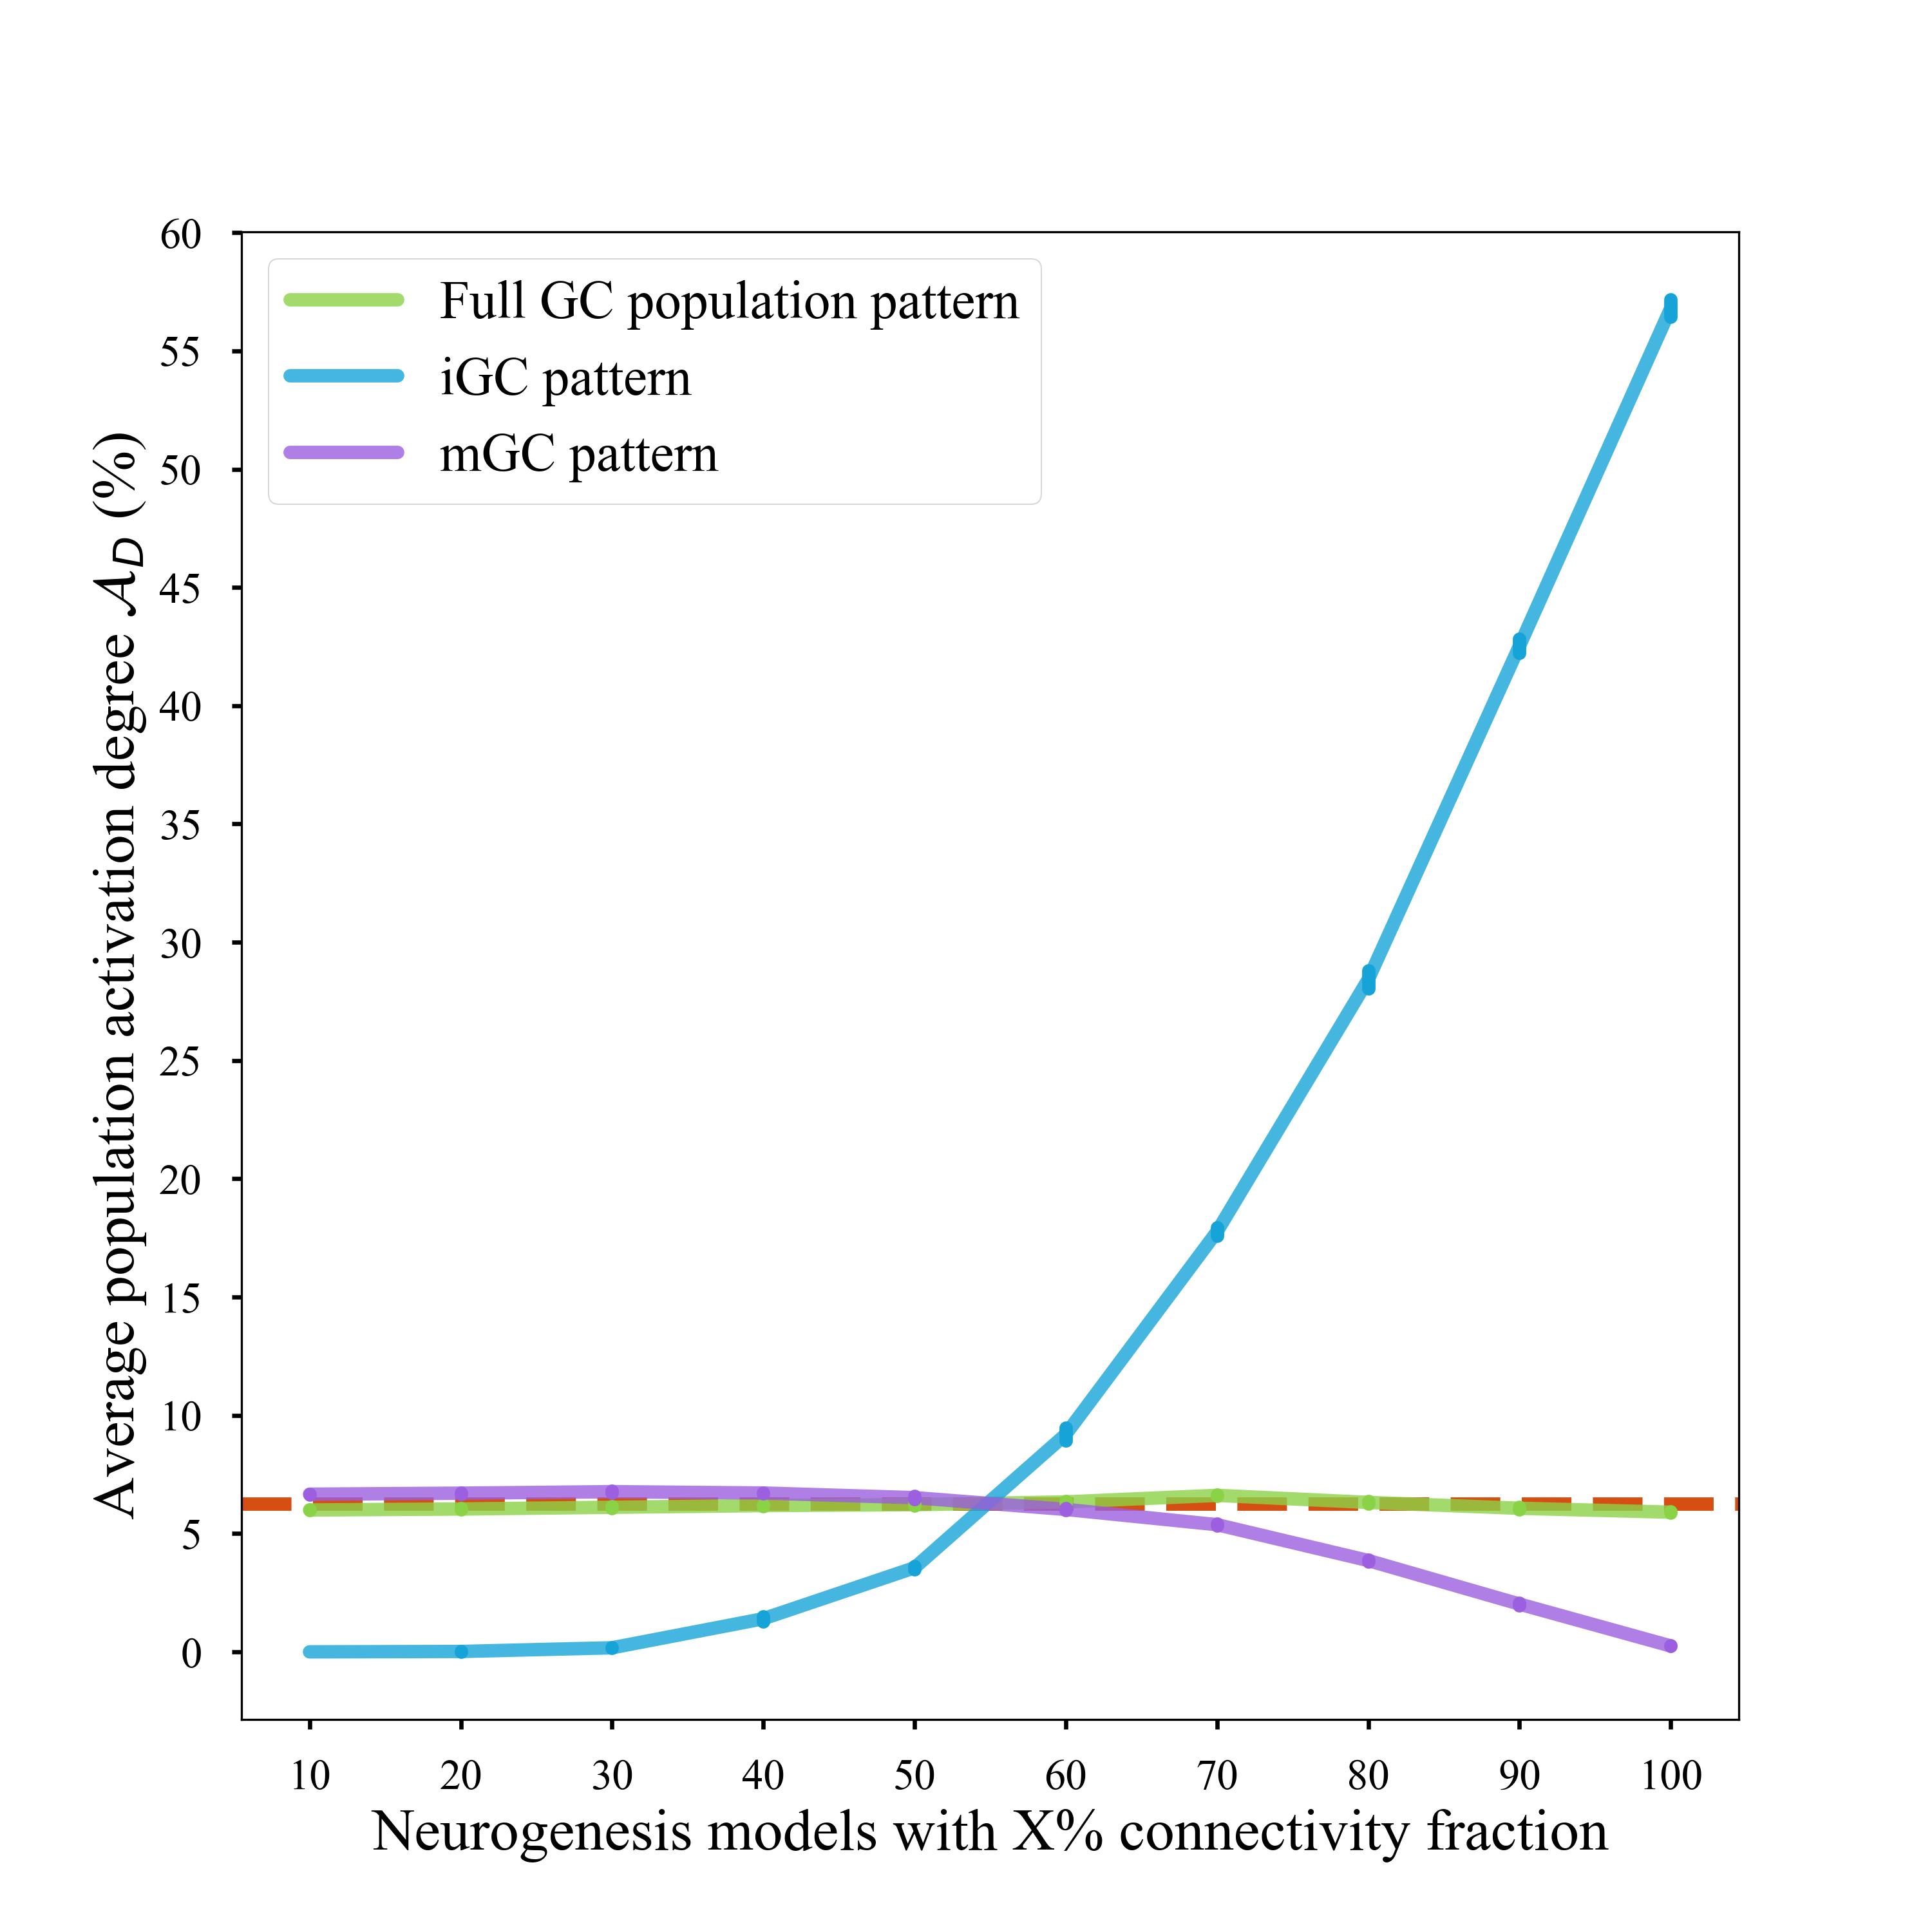 60
55
50
45
40
35
30
25
20
15
10
5
0
Average population activation degree 𝒜D (%)
Full GC population pattern
iGC pattern
mGC pattern
10 20 30 40 50 60 70 80 90 100
Neurogenesis models with X% connectivity fraction